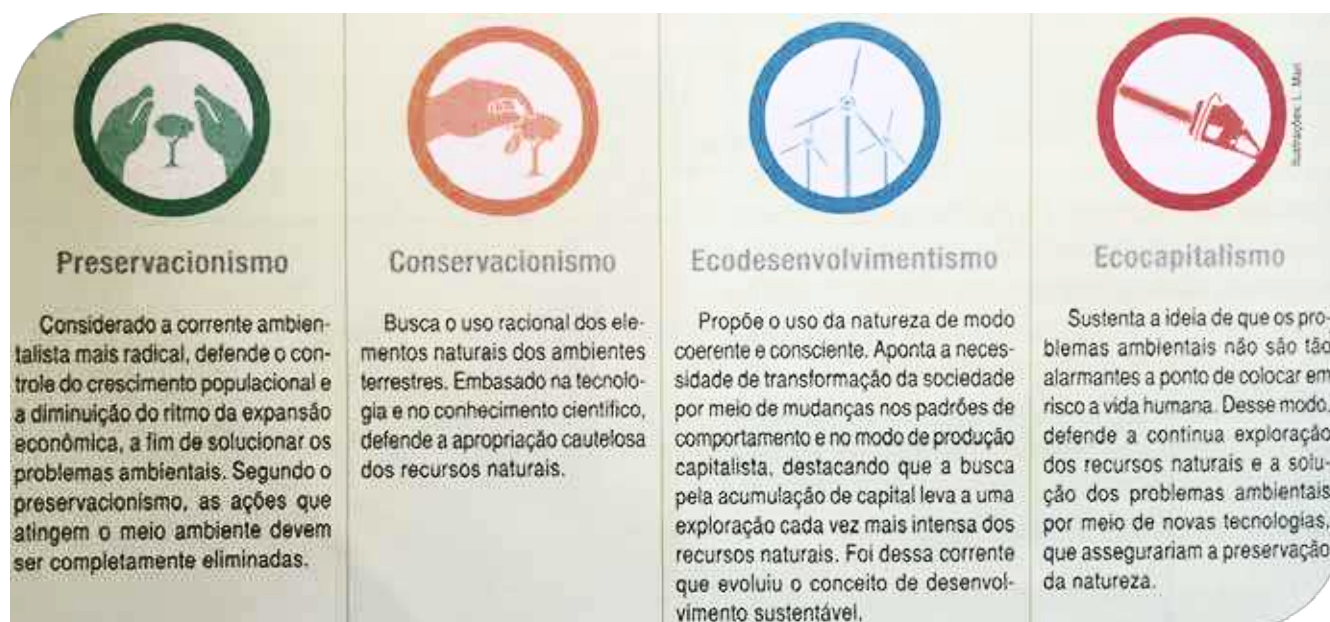 Preservacionismo
Considerado a corrente ambien-
talista mais radical, defende o con-
trole do crescimento populacional e
a diminuição do ritmo da expansão
econômica, a fim de solucionar os
problemas ambientais. Segundo o
preservacionismo, as ações que
atingem o meio ambiente devem
ser completamente eliminadas.
Conservacionismo
Busca o uso racional dos ele-
mentos naturais dos ambientes
terrestres. Embasado na tecnolo-
gia e no conhecimento científico,
defende a apropriação cautelosa
dos recursos naturais.
Ecodesenvolvimentismo
Propõe o uso da natureza de modo
coerente e consciente. Aponta a neces-
sidade de transformação da sociedade
por meio de mudanças nos padrões de
comportamento e no modo de produção
capitalista, destacando que a busca
pela acumulação de capital leva a uma
exploração cada vez mais intensa dos
recursos naturais. Foi dessa corrente
que evoluiu o conceito de desenvol-
vimento sustentável.
Ecocapitalismo
Sustenta a ideia de que os pro-
blemas ambientais não são tão
alarmantes a ponto de colocar em
risco a vida humana. Desse modo,
defende a contínua exploração
dos recursos naturais e a solu-
ção dos problemas ambientais
por meio de novas tecnologias,
que assegurariam a preservação
da natureza.
Ilustrações: L. Mari